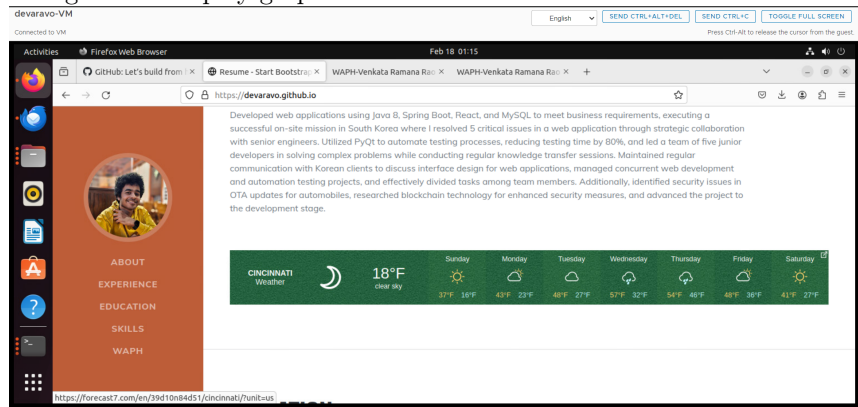 devaravo-VM
English
SEND CTRL+ALT+DEL
SEND CTRL+C
TOGGLE FULL SCREEN
Connected to VM
Press Ctrl-Alt to release the cursor from the guest.
Activities
Firefox Web Browser
Feb 18 01:15
GitHub: Let's build from
Resume - Start Bootstrap
WAPH-Venkata Ramana Rao
WAPH-Venkata Ramana Rao
https://devaravo.github.io
Developed web applications using Java 8, Spring Boot, React, and MySQL to meet business requirements, executing a
successful on-site mission in South Korea where I resolved 5 critical issues in a web application through strategic collaboration
with senior engineers. Utilized PyQt to automate testing processes, reducing testing time by 80%, and led a team of five junior
developers in solving complex problems while conducting regular knowledge transfer sessions. Maintained regular
communication with Korean clients to discuss interface design for web applications, managed concurrent web development
and automation testing projects, and effectively divided tasks among team members. Additionally, identified security issues in
OTA updates for automobiles, researched blockchain technology for enhanced security measures, and advanced the project to
the development stage.
ABOUT
EXPERIENCE
EDUCATION
SKILLS
WAPH
CINCINNATI
Weather
18°F
clear sky
Sunday Monday Tuesday Wednesday Thursday Friday Saturday
37°F 16°F 43°F 23°F 48°F 27°F 57°F 32°F 54°F 46°F 48°F 36°F 41°F 27°F
https://forecast7.com/en/39d10n84d51/cincinnati/?unit=us